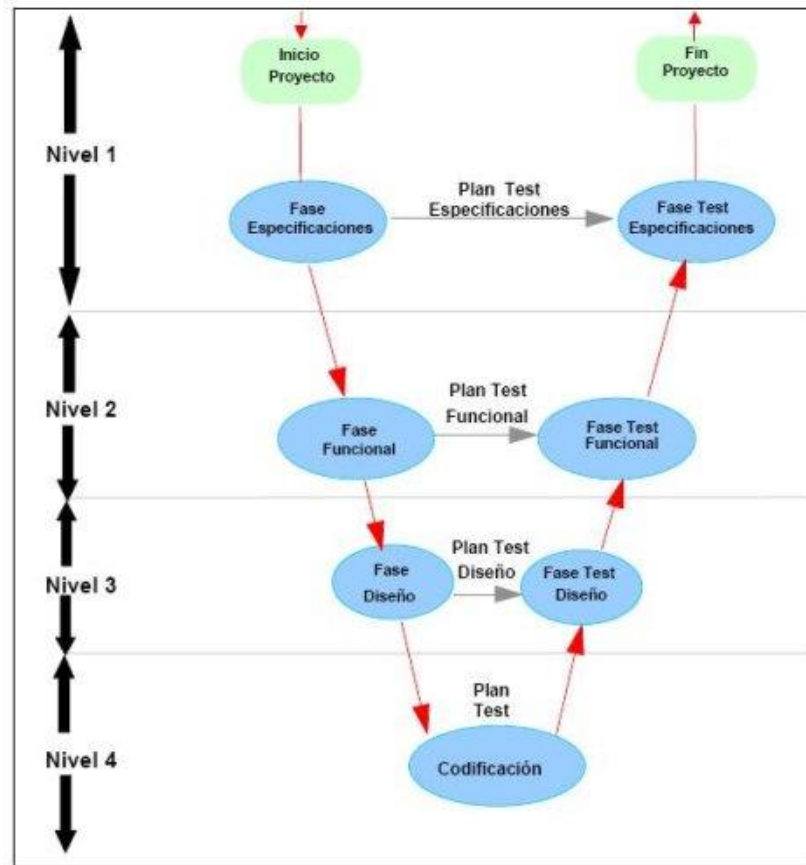 Inicio
Proyecto
Fin
Proyecto
Nivel 1
Fase
Especificaciones
Plan Test
Especificaciones
Fase Test
Especificaciones
Nivel 2
Fase
Funcional
Plan Test
Funcional
Fase Test
Funcional
Nivel 3
Fase
Diseño
Plan Test
Diseño
Fase Test
Diseño
Nivel 4
Plan
Test
Codificación